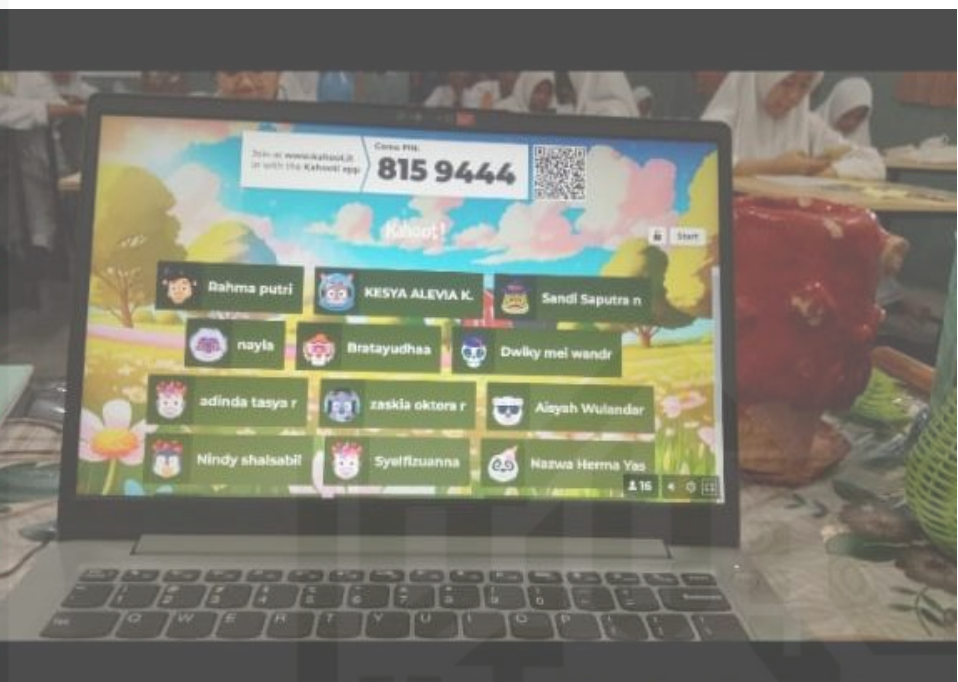 Join at www.kahoot.it
or with the Kahoot! app
Game PIN:
815 9444
Kahoot!
Start
Rahma putri
KESYA ALEVIA K.
Sandi Saputra n
nayla
Bratayudhaa
Dwiky mei wandr
adinda tasya r
zaskia oktora r
Aisyah Wulandar
Nindy shalsabil
Syelfizuanna
Nazwa Herma Yas
16
Q W E R T Y U I O P